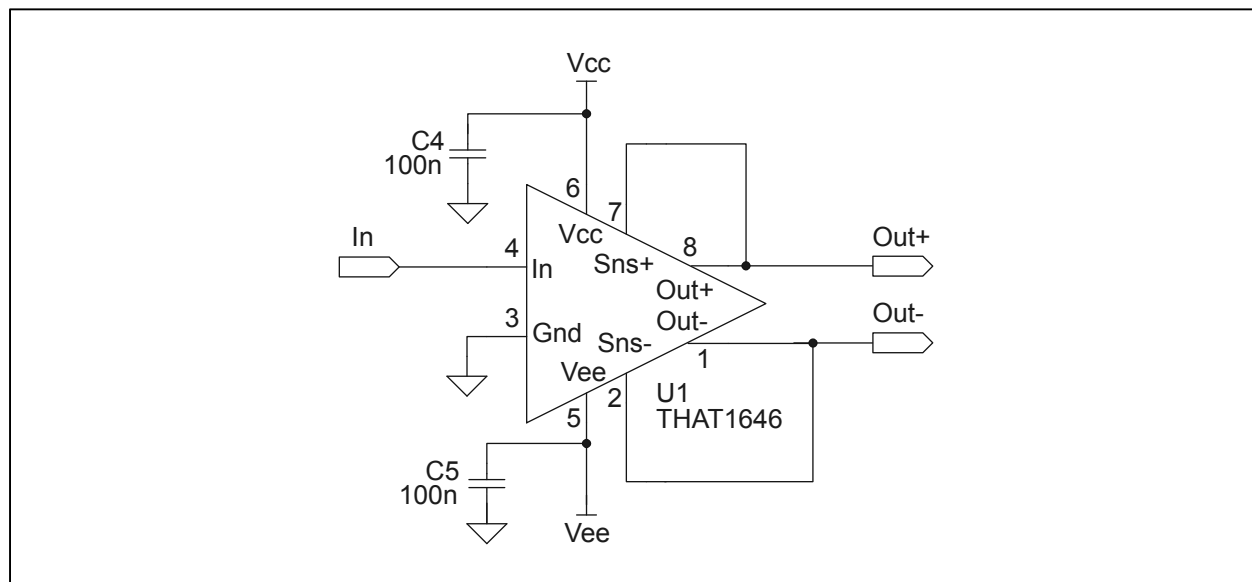 Vcc
C4
100n
6
7
Vcc
In
4
8
Out+
Sns+
In
Out+
3
Out-
Out-
Gnd
Sns-
1
Vee
2
U1
5
THAT1646
C5
100n
Vee